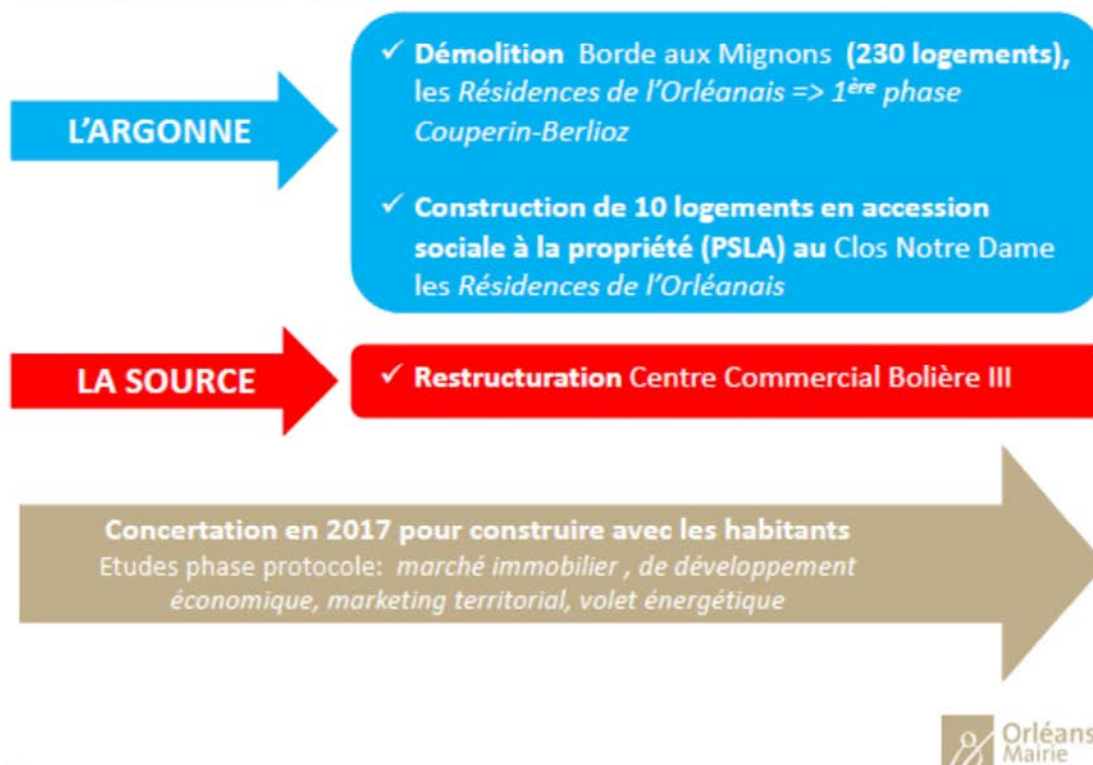 L'ARGONNE
✓ Démolition Borde aux Mignons (230 logements),
les Résidences de l'Orléanais => 1ère phase
Couperin-Berlioz
✓ Construction de 10 logements en accession
sociale à la propriété (PSLA) au Clos Notre Dame
les Résidences de l'Orléanais
LA SOURCE
✓ Restructuration Centre Commercial Bolière III
Concertation en 2017 pour construire avec les habitants
Etudes phase protocole: marché immobilier , de développement
économique, marketing territorial, volet énergétique
Orléans
Mairie